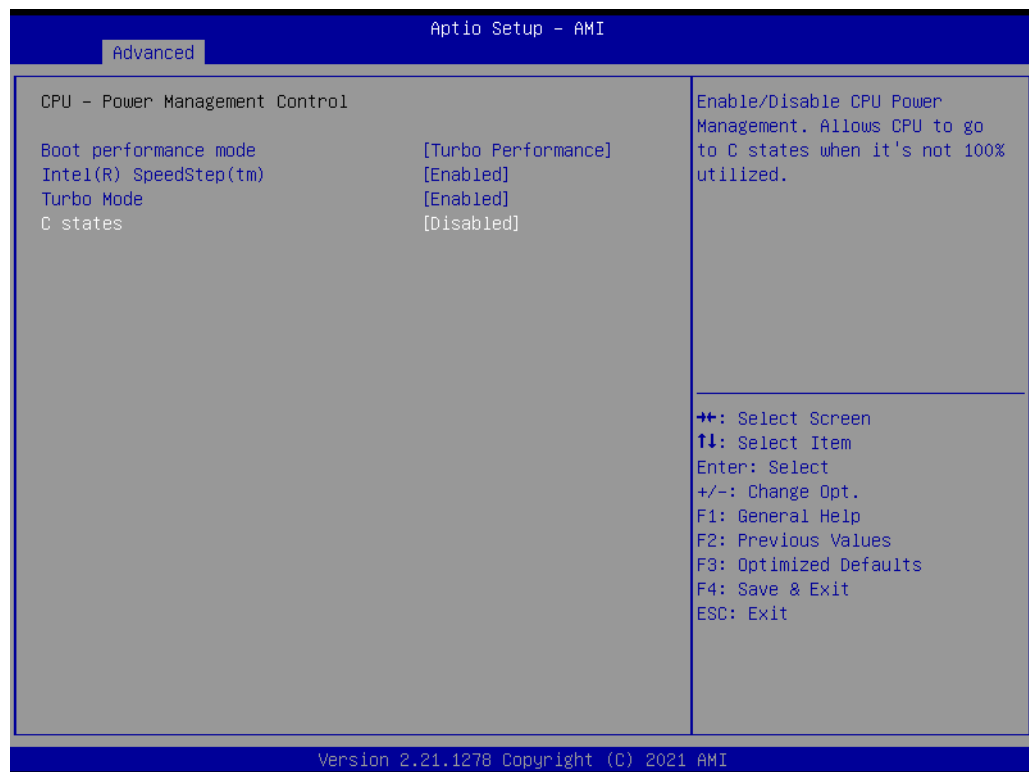 Aptio Setup – AMI
Advanced
CPU – Power Management Control
Boot performance mode [Turbo Performance]
Intel(R) SpeedStep(tm) [Enabled]
Turbo Mode [Enabled]
C states [Disabled]
Enable/Disable CPU Power
Management. Allows CPU to go
to C states when it's not 100%
utilized.
→←: Select Screen
↑↓: Select Item
Enter: Select
+/-: Change Opt.
F1: General Help
F2: Previous Values
F3: Optimized Defaults
F4: Save & Exit
ESC: Exit
Version 2.21.1278 Copyright (C) 2021 AMI